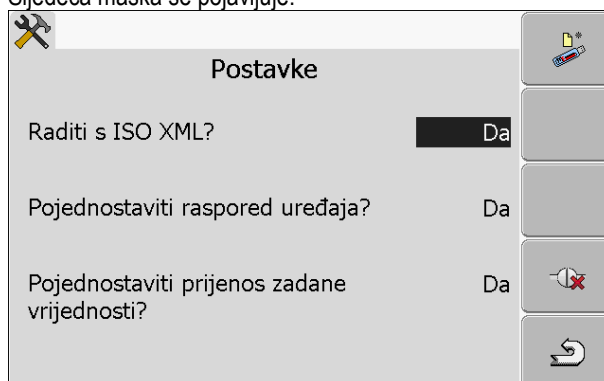 Sljedeća maska se pojavljuje:
Postavke
Raditi s ISO XML?
Da
Pojednostaviti raspored uređaja?
Da
Pojednostaviti prijenos zadane
vrijednosti?
Da